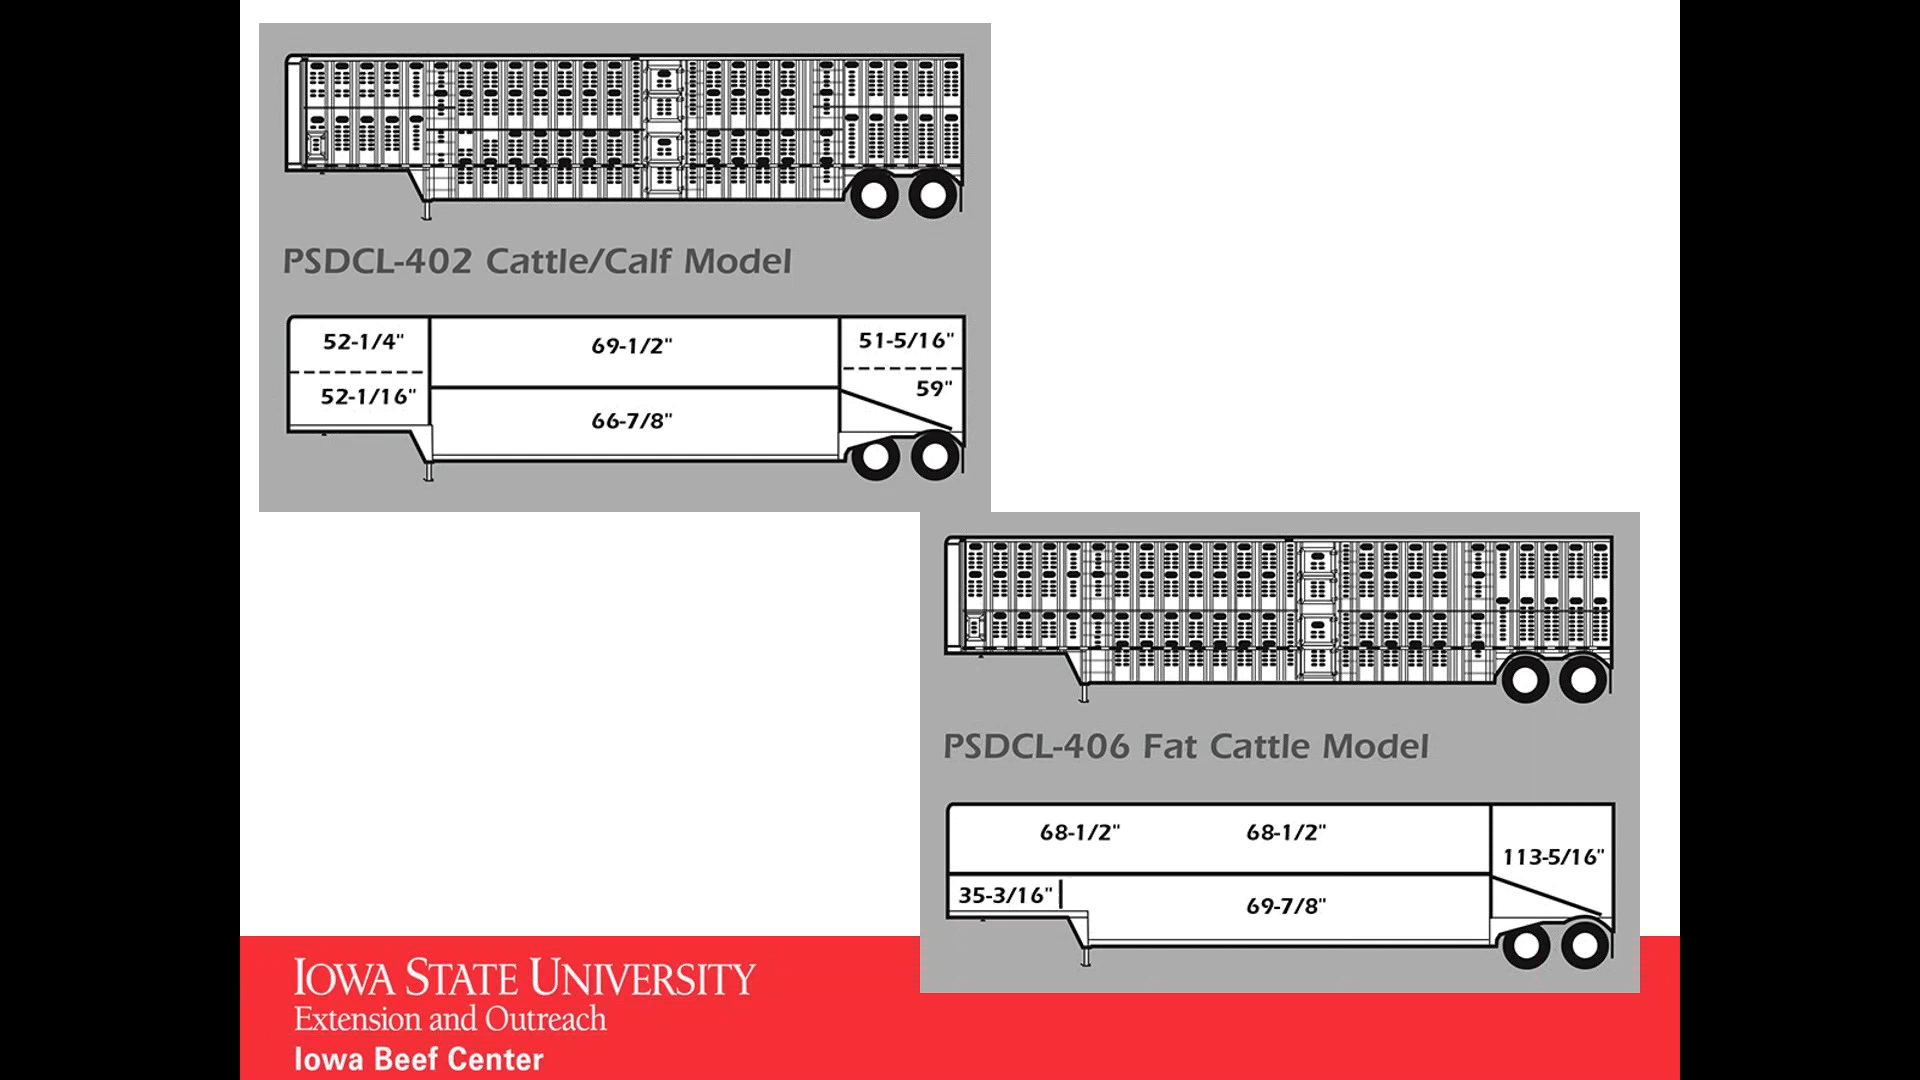 PSDCL-402 Cattle/Calf Model
52-1/4"
69-1/2"
51-5/16"
52-1/16"
66-7/8"
59"
PSDCL-406 Fat Cattle Model
68-1/2"
68-1/2"
113-5/16"
35-3/16"
69-7/8"
IOWA STATE UNIVERSITY
Extension and Outreach
Iowa Beef Center